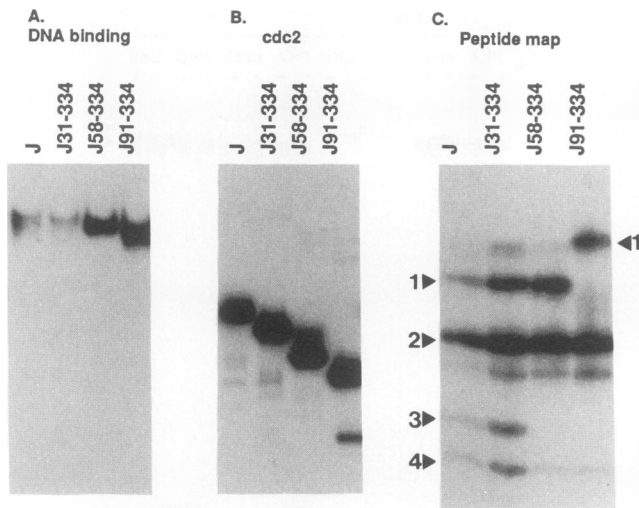 A.
DNA binding
J
J31-334
J58-334
J91-334
B.
cdc2
J
J31-334
J58-334
J91-334
C.
Peptide map
J
J31-334
J58-334
J91-334
◀1
1▶
2▶
3▶
4▶